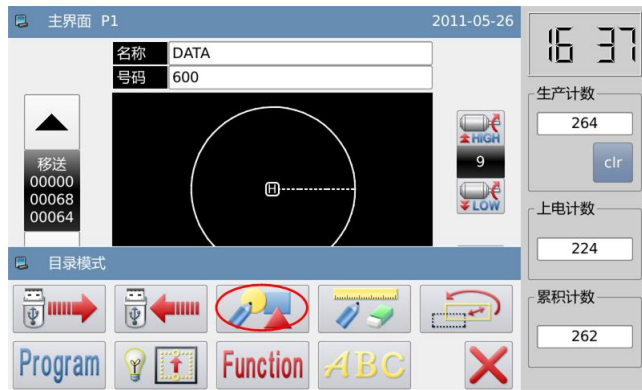 主界面 P1 2011-05-26
16 37
名称 DATA
号码 600
生产计数
264
clr
移送
00000
00068
00064
HIGH
9
LOW
H
上电计数
224
目录模式
累积计数
262
Program
Function
ABC